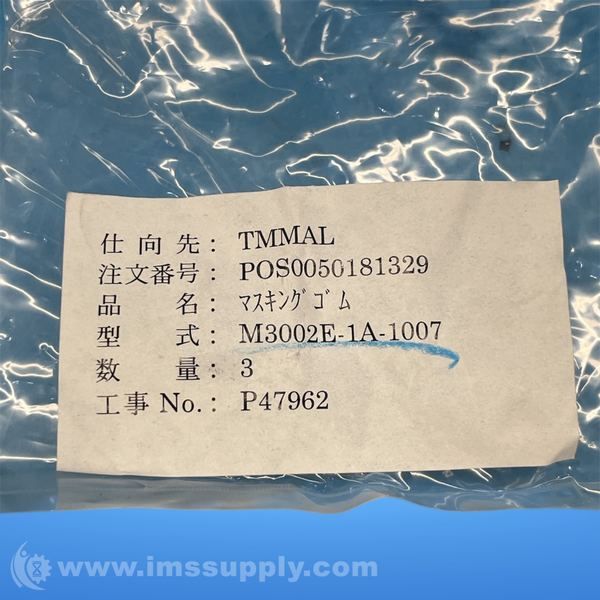 仕 向 先 : TMMAL
注文番号 : POS0050181329
品 名 : ﾏｽｷﾝｸﾞｺﾞﾑ
型 式 : M3002E-1A-1007
数 量 : 3
工事 No. : P47962
www.imssupply.com